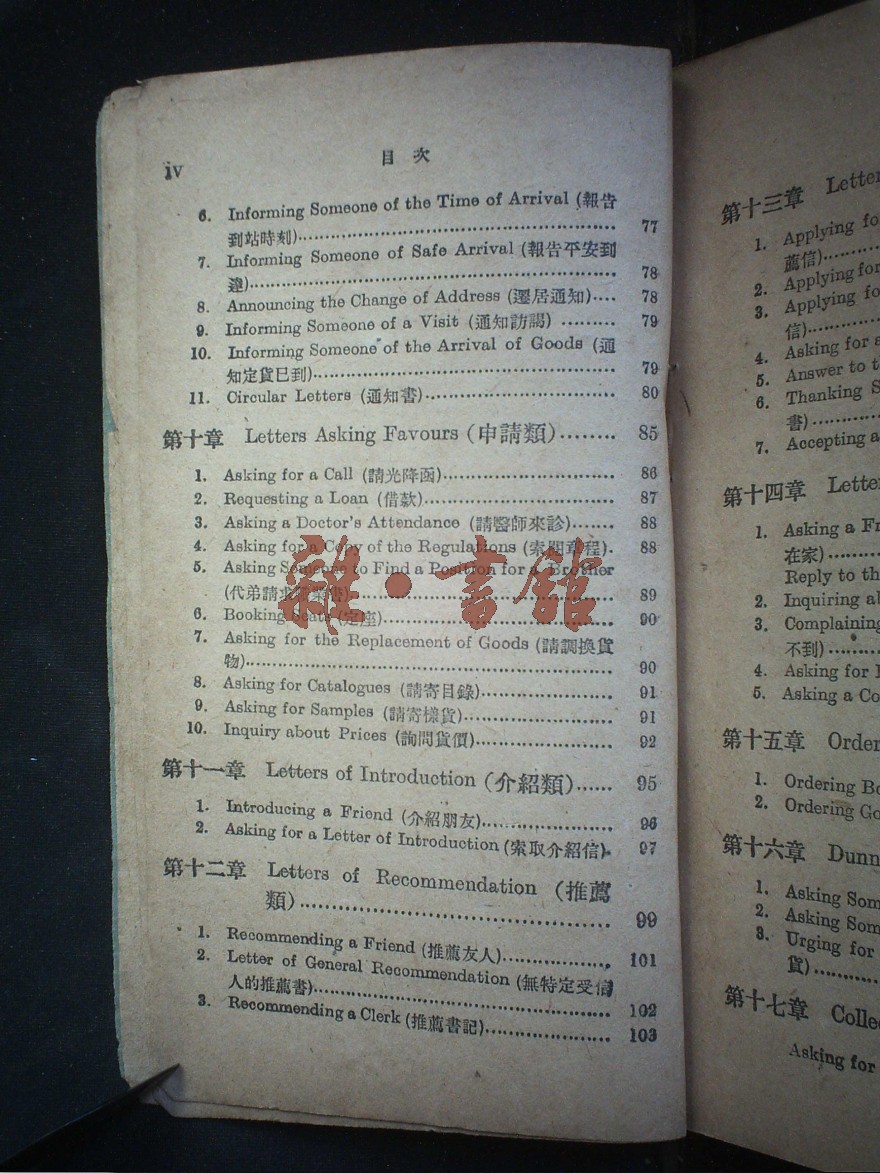 iv
目次
6. Informing Someone of the Time of Arrival (報告
到站時刻)........ 77
7. Informing Someone of Safe Arrival (報告平安到
達)........ 78
8. Announcing the Change of Address (遷居通知).... 78
9. Informing Someone of a Visit (通知訪謁) ......... 79
10. Informing Someone of the Arrival of Goods (通
知定貨已到)........ 79
11. Circular Letters (通知書)........ 80
第十章 Letters Asking Favours (申請類)........ 85
1. Asking for a Call (請光降函)........ 86
2. Requesting a Loan (借款)........ 87
3. Asking a Doctor's Attendance (請醫師來診)....... 88
4. Asking for a Copy of the Regulations (索閱章程). 88
5. Asking Someone to Find a Position for a Brother
(代弟請求)........ 89
6. Booking Seats (定座)........ 90
7. Asking for the Replacement of Goods (請調換貨
物)........ 90
8. Asking for Catalogues (請寄目錄)........ 91
9. Asking for Samples (請寄樣貨)........ 91
10. Inquiry about Prices (詢問貨價)........ 92
第十一章 Letters of Introduction (介紹類)...... 95
1. Introducing a Friend (介紹朋友)........ 96
2. Asking for a Letter of Introduction (索取介紹信). 97
第十二章 Letters of Recommendation (推薦
類)........ 99
1. Recommending a Friend (推薦友人)........ 101
2. Letter of General Recommendation (無特定受信
人的推薦書)........ 102
3. Recommending a Clerk (推薦書記)........ 103
雜·書館
第十三章 Letter
1. Applying fo
薦信)........
2. Applying for
3. Applying fo
信)........
4. Asking for a
5. Answer to t
6. Thanking S
書)........
7. Accepting a
第十四章 Lette
1. Asking a Fr
在家)........
Reply to th
2. Inquiring ab
3. Complaining
不到)........
4. Asking for
5. Asking a Co
第十五章 Order
1. Ordering Bo
2. Ordering Go
第十六章 Dunn
1. Asking Som
2. Asking Som
3. Urging for
貨)........
第十七章 Colle
Asking for